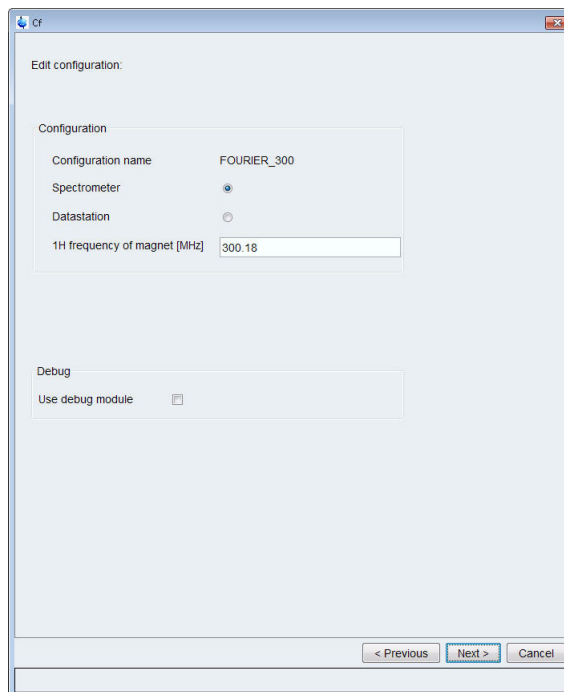 Cf
Edit configuration:
Configuration
Configuration name FOURIER_300
Spectrometer
Datastation
1H frequency of magnet [MHz] 300.18
Debug
Use debug module
< Previous Next > Cancel